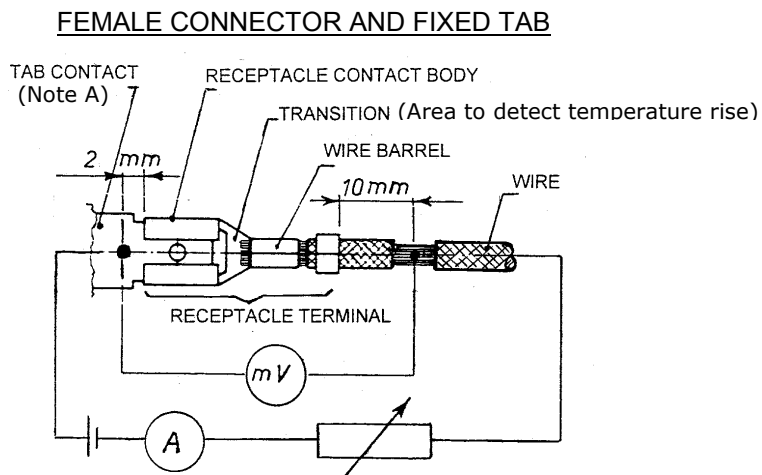 FEMALE CONNECTOR AND FIXED TAB
TAB CONTACT
(Note A)
RECEPTACLE CONTACT BODY
TRANSITION (Area to detect temperature rise)
WIRE BARREL
2 mm
10mm
WIRE
RECEPTACLE TERMINAL
mV
A